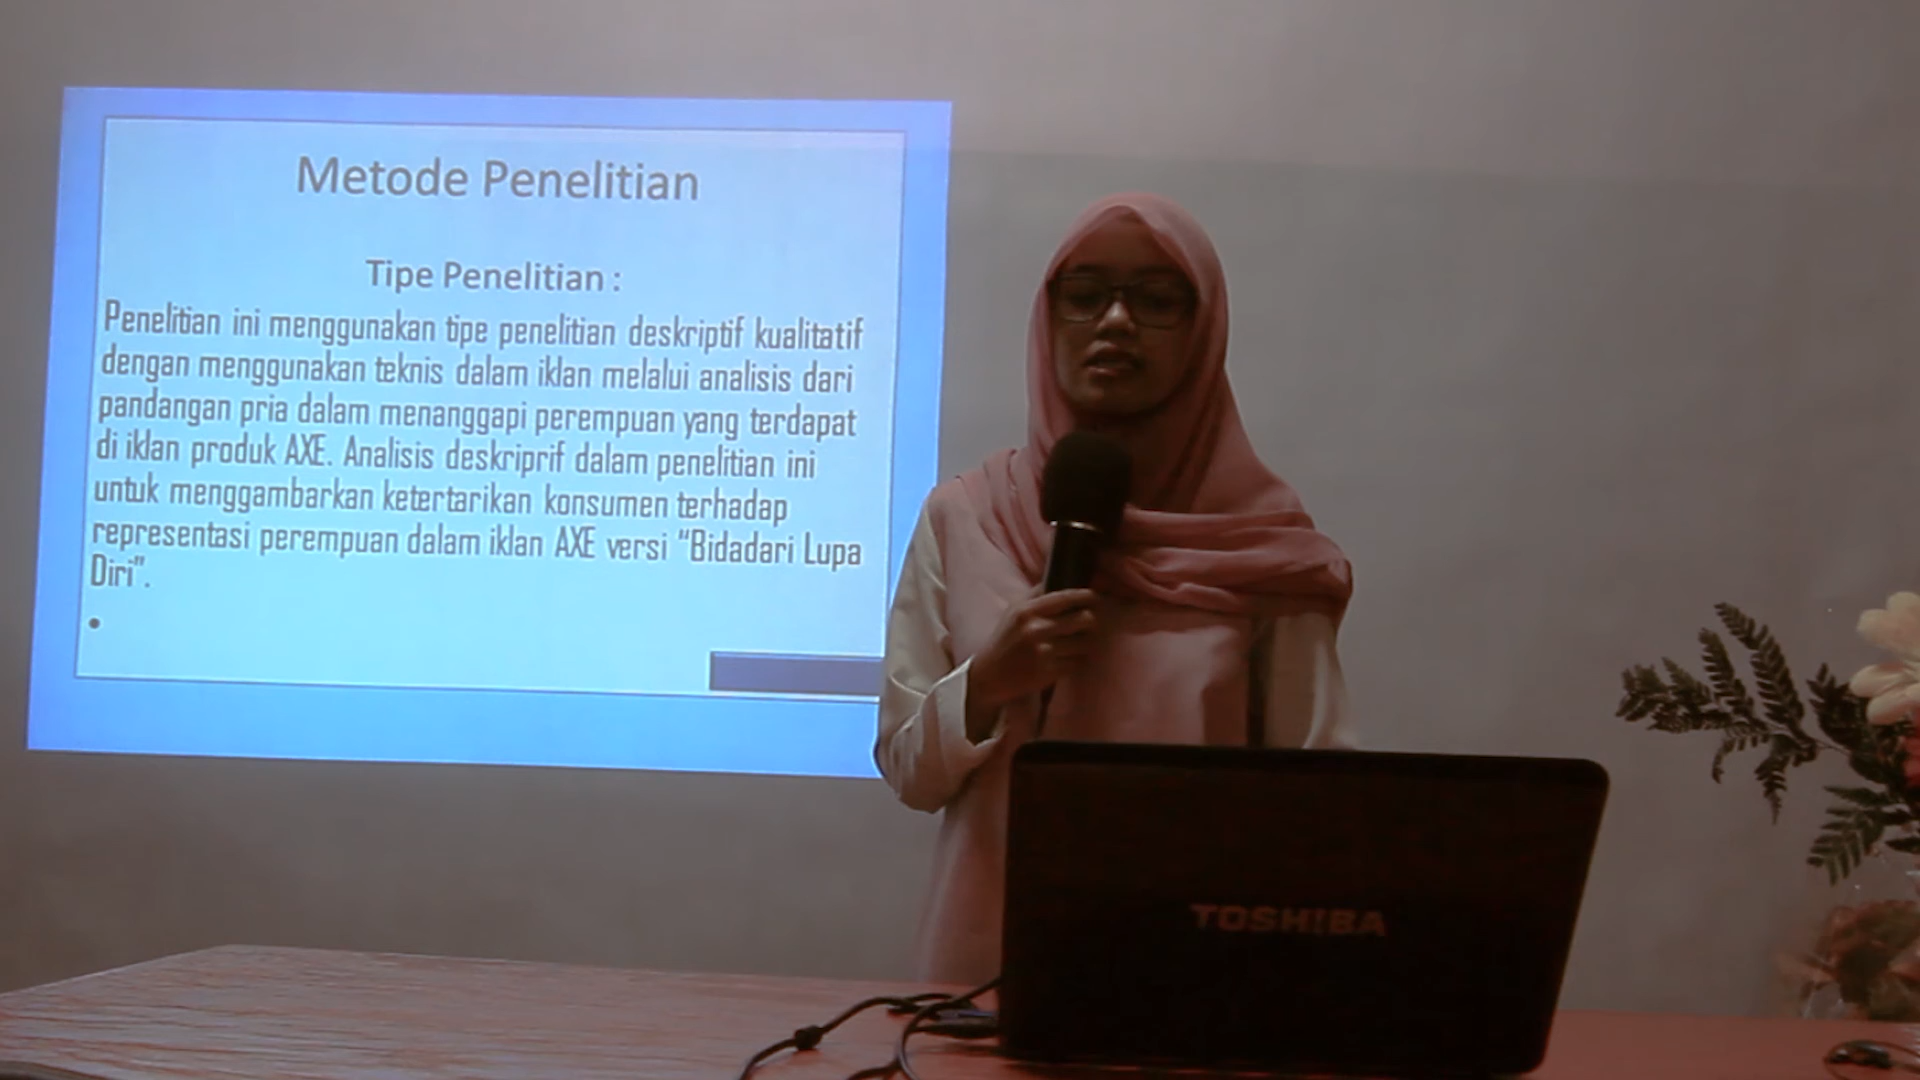 Metode Penelitian
Tipe Penelitian :
Penelitian ini menggunakan tipe penelitian deskriptif kualitatif
dengan menggunakan teknis dalam iklan melalui analisis dari
pandangan pria dalam menanggapi perempuan yang terdapat
di iklan produk AXE. Analisis deskriprif dalam penelitian ini
untuk menggambarkan ketertarikan konsumen terhadap
representasi perempuan dalam iklan AXE versi “Bidadari Lupa
Diri”.
•
TOSHIBA